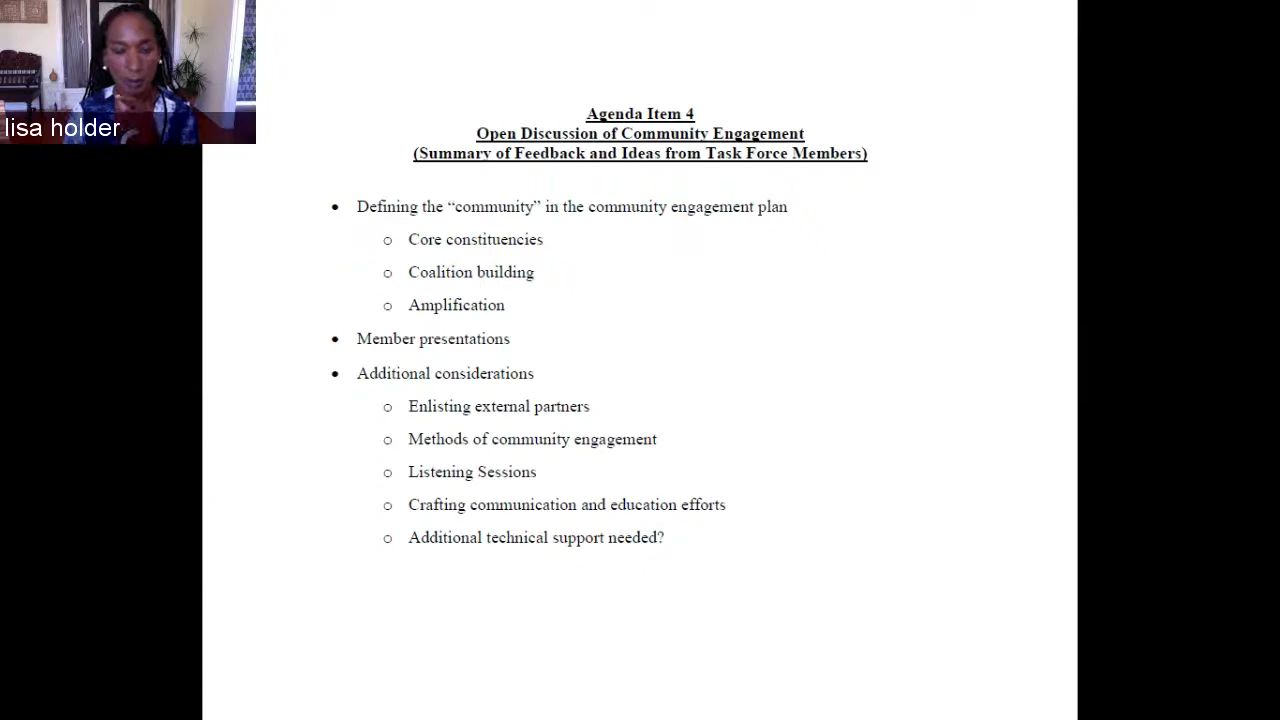 lisa holder
Agenda Item 4
Open Discussion of Community Engagement
(Summary of Feedback and Ideas from Task Force Members)
• Defining the “community” in the community engagement plan
o Core constituencies
o Coalition building
o Amplification
• Member presentations
• Additional considerations
o Enlisting external partners
o Methods of community engagement
o Listening Sessions
o Crafting communication and education efforts
o Additional technical support needed?